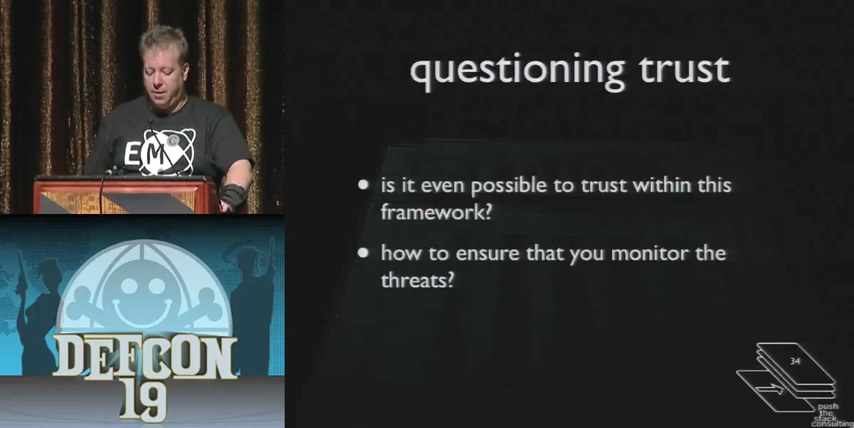 questioning trust
is it even possible to trust within this
framework?
how to ensure that you monitor the
threats?
EM
DEFCON
19
34
push
the
stack
consulting